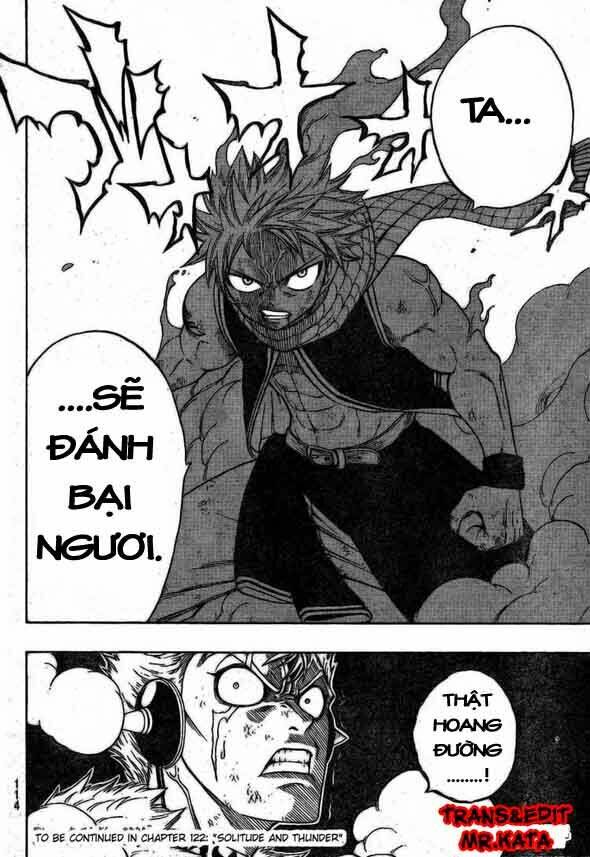 TA...
....SẼ
ĐÁNH
BẠI
NGƯƠI.
THẬT
HOANG
ĐƯỜNG
........!
114
TO BE CONTINUED IN CHAPTER 122: "SOLITUDE AND THUNDER"
TRANS&EDIT
MR.KATA